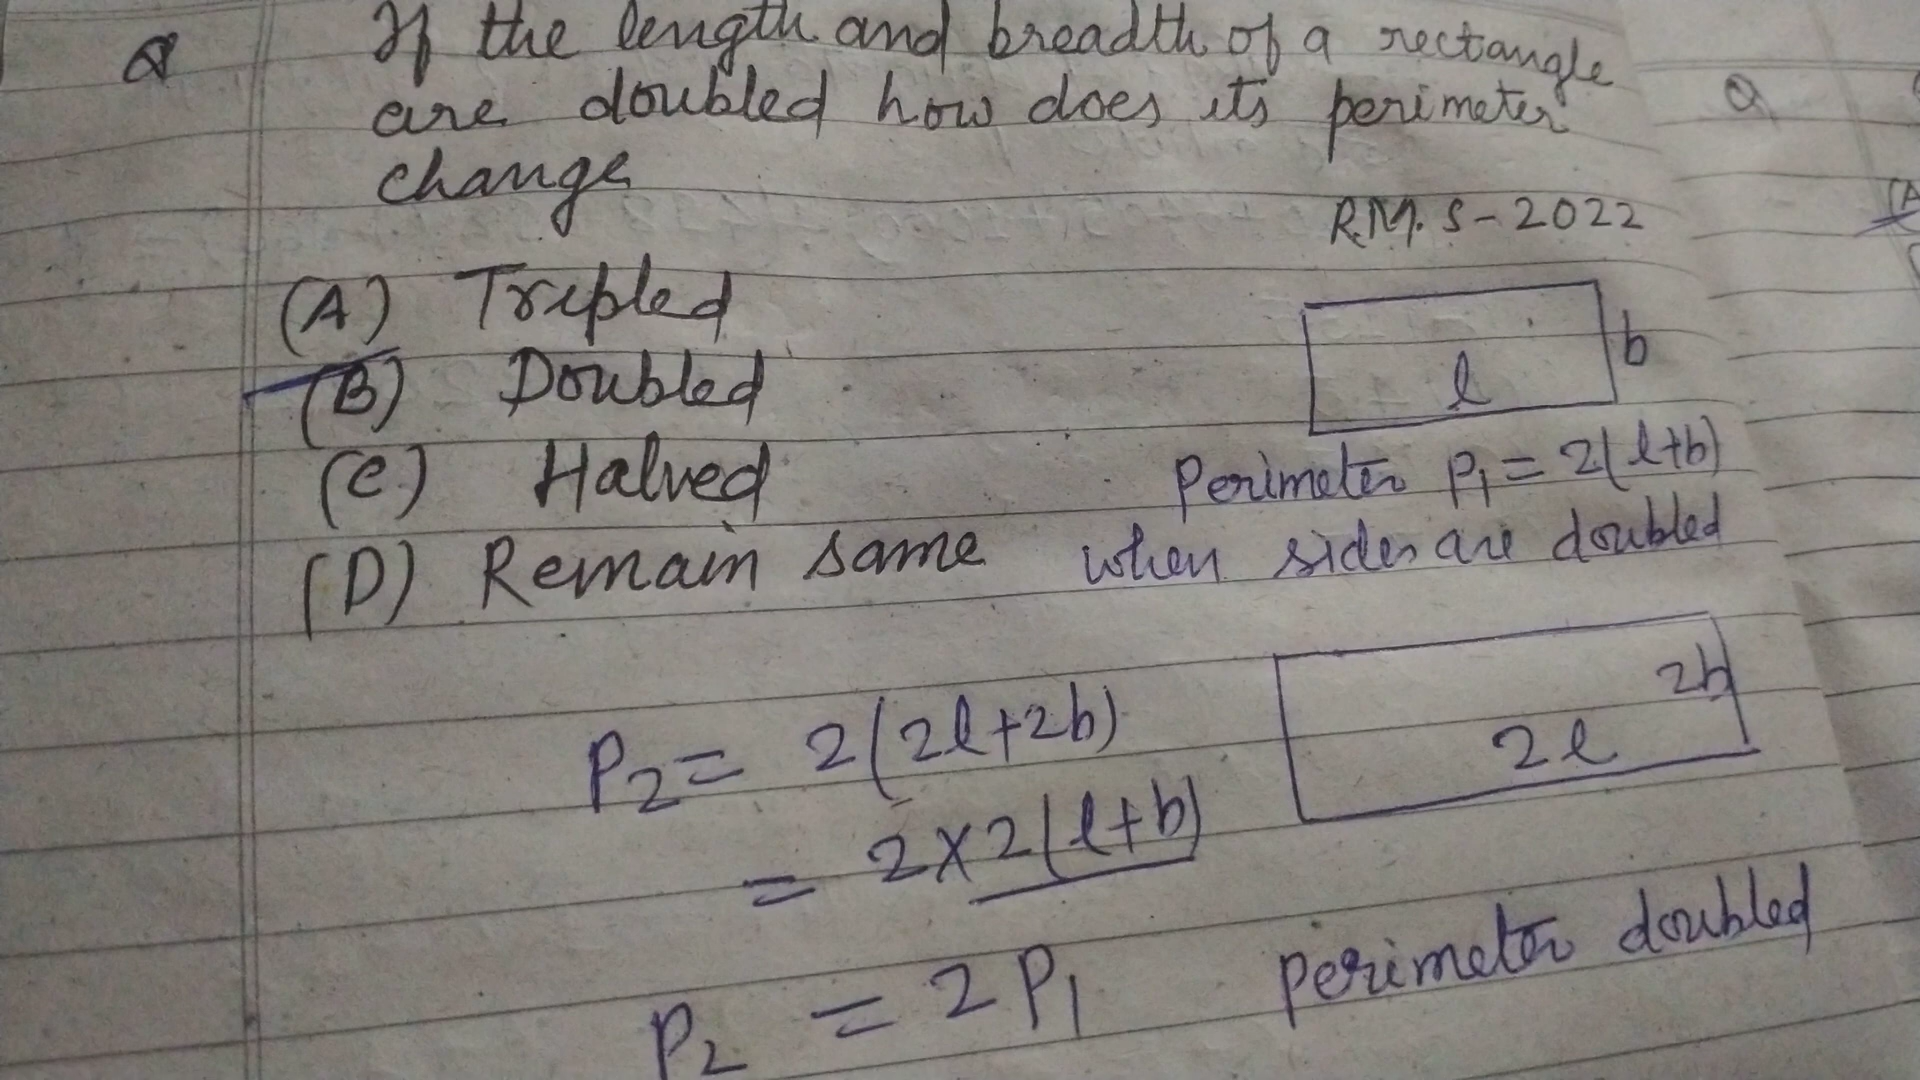 Q If the length and breadth of a rectangle
are doubled how does its perimeter
change
R.M.S-2022
(A) Tripled
(B) Doubled
(C) Halved
(D) Remain same
l
b
Perimeter P₁ = 2(l+b)
when sides are doubled
2b
2l
P₂ = 2(2l+2b)
= 2×2(l+b)
P₂ = 2P₁ perimeter doubled
Q
(A